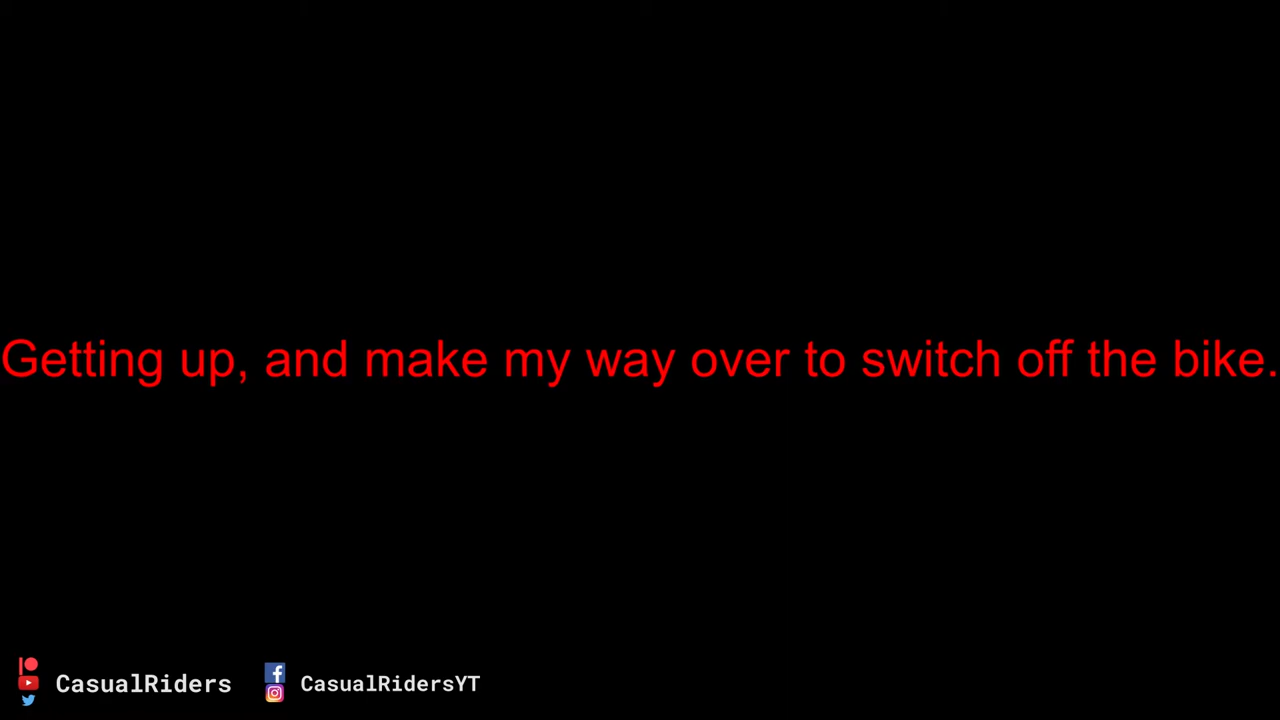 Getting up, and make my way over to switch off the bike.
CasualRiders
CasualRidersYT